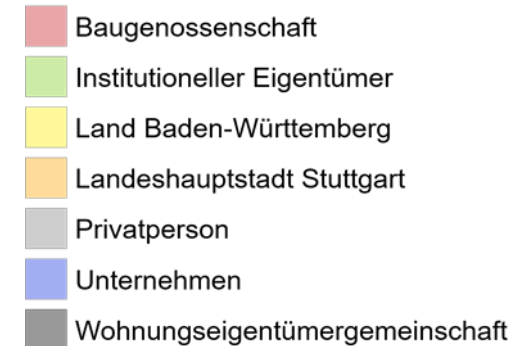 Baugenossenschaft
Institutioneller Eigentümer
Land Baden-Württemberg
Landeshauptstadt Stuttgart
Privatperson
Unternehmen
Wohnungseigentümergemeinschaft